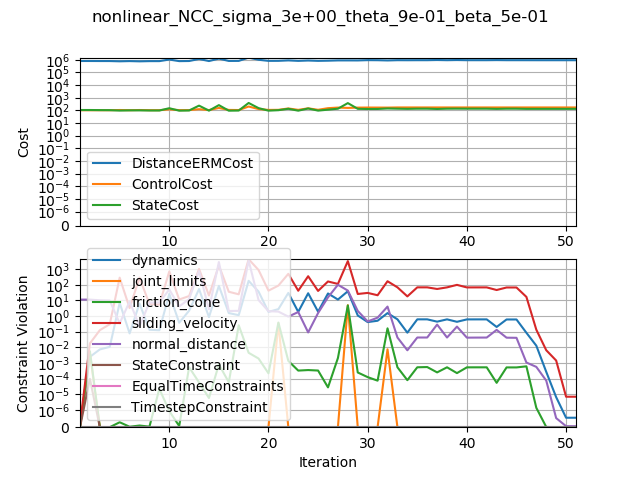 nonlinear_NCC_sigma_3e+00_theta_9e-01_beta_5e-01
10^6
10^5
10^4
10^3
10^2
10^1
10^0
10^-1
10^-2
10^-3
10^-4
10^-5
10^-6
0
Cost
DistanceERMCost
ControlCost
StateCost
10 20 30 40 50
10^3
10^2
10^1
10^0
10^-1
10^-2
10^-3
10^-4
10^-5
10^-6
0
Constraint Violation
dynamics
joint_limits
friction_cone
sliding_velocity
normal_distance
StateConstraint
EqualTimeConstraints
TimestepConstraint
10 20 30 40 50
Iteration